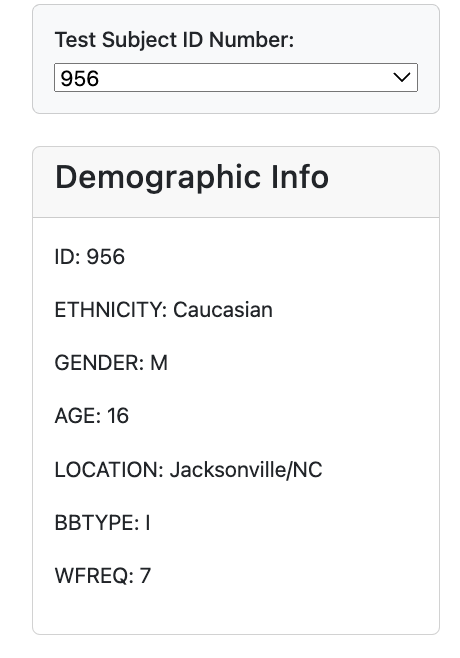 Test Subject ID Number:
956
Demographic Info
ID: 956
ETHNICITY: Caucasian
GENDER: M
AGE: 16
LOCATION: Jacksonville/NC
BBTYPE: I
WFREQ: 7